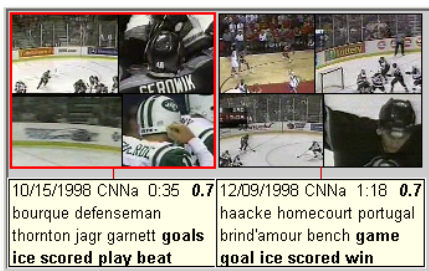 GERONIK
10/15/1998 CNNa 0:35 0.7
bourque defenseman
thornton jagr garnett goals
ice scored play beat
12/09/1998 CNNa 1:18 0.7
haacke homecourt portugal
brind'amour bench game
goal ice scored win